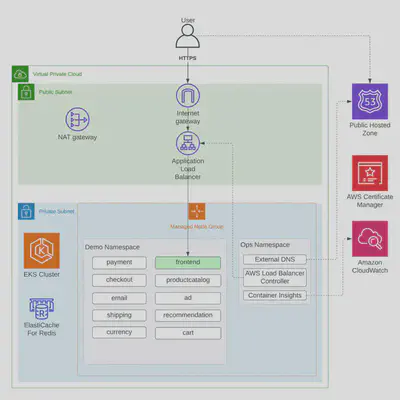 User
HTTPS
Virtual Private Cloud
Public Subnet
Internet
gateway
NAT gateway
Application
Load
Balancer
53
Public Hosted
Zone
AWS Certificate
Manager
Amazon
CloudWatch
Private Subnet
Managed Node Group
EKS Cluster
ElastiCache
For Redis
Demo Namespace
payment
frontend
checkout
productcatalog
email
ad
shipping
recommendation
currency
cart
Ops Namespace
External DNS
AWS Load Balancer
Controller
Container Insights